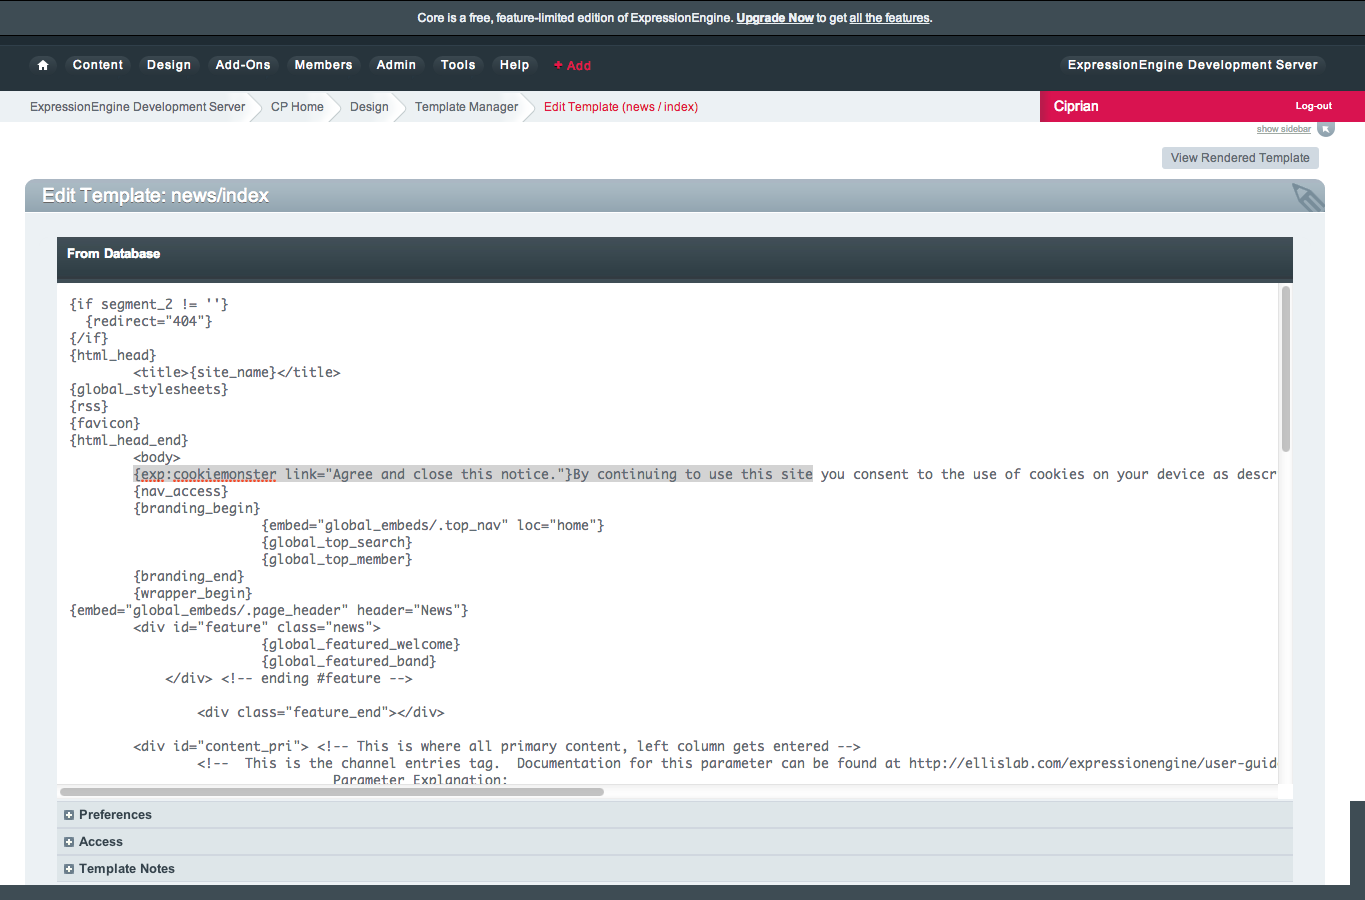 Core is a free, feature-limited edition of ExpressionEngine. Upgrade Now to get all the features.
Content Design Add-Ons Members Admin Tools Help + Add ExpressionEngine Development Server
ExpressionEngine Development Server CP Home Design Template Manager Edit Template (news / index) Ciprian Log-out
show sidebar
View Rendered Template
Edit Template: news/index
From Database
{if segment_2 != ''}
{redirect="404"}
{/if}
{html_head}
<title>{site_name}</title>
{global_stylesheets}
{rss}
{favicon}
{html_head_end}
<body>
{exp:cookiemonster link="Agree and close this notice."}By continuing to use this site you consent to the use of cookies on your device as descr
{nav_access}
{branding_begin}
{embed="global_embeds/.top_nav" loc="home"}
{global_top_search}
{global_top_member}
{branding_end}
{wrapper_begin}
{embed="global_embeds/.page_header" header="News"}
<div id="feature" class="news">
{global_featured_welcome}
{global_featured_band}
</div> <!-- ending #feature -->
<div class="feature_end"></div>
<div id="content_pri"> <!-- This is where all primary content, left column gets entered -->
<!--  This is the channel entries tag.  Documentation for this parameter can be found at http://ellislab.com/expressionengine/user-guid
Parameter Explanation:
Preferences
Access
Template Notes